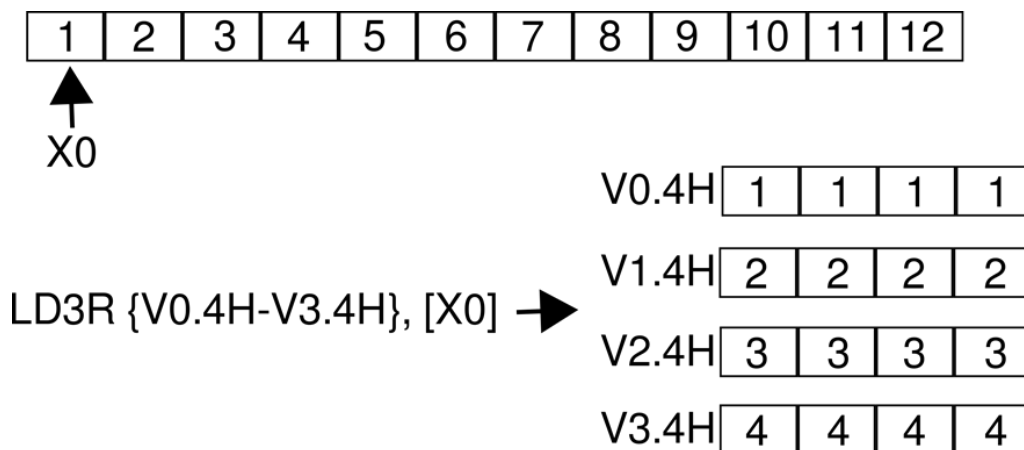 1 2 3 4 5 6 7 8 9 10 11 12
X0
V0.4H 1 1 1 1
V1.4H 2 2 2 2
LD3R {V0.4H-V3.4H}, [X0]
V2.4H 3 3 3 3
V3.4H 4 4 4 4